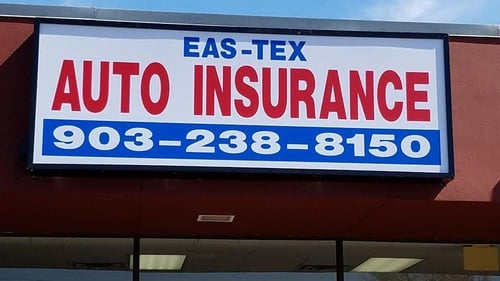 EAS-TEX
AUTO INSURANCE
903-238-8150